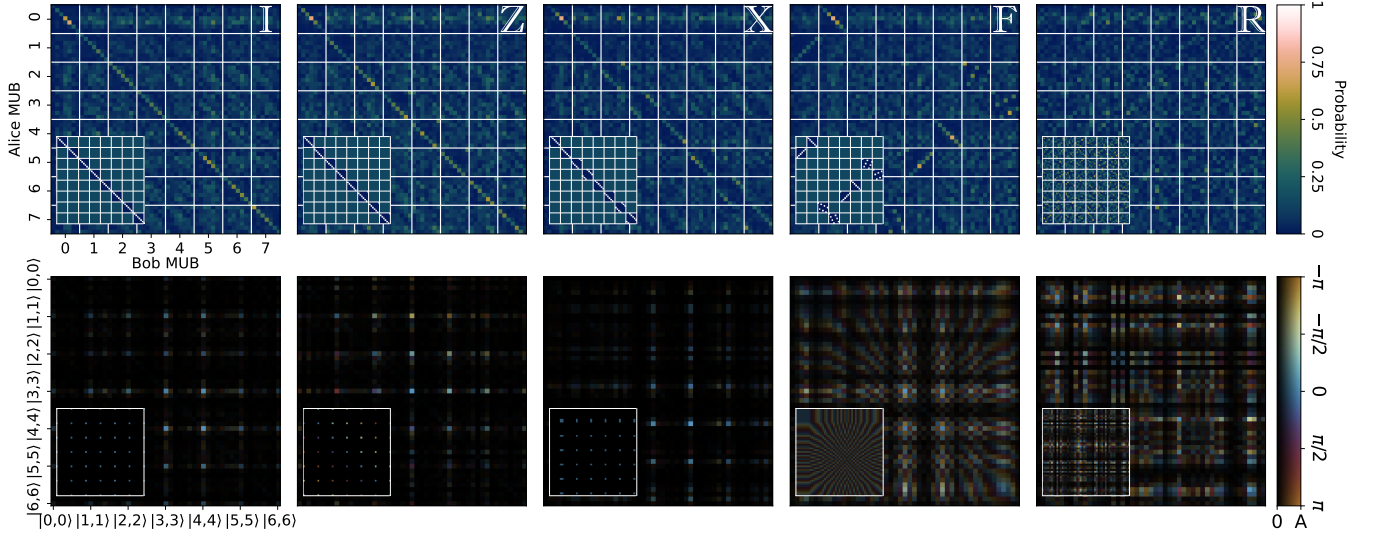 I Z X F R
0
1
2
3
4
5
6
7
Alice MUB
0 1 2 3 4 5 6 7
Bob MUB
1
0.75
0.5
0.25
0
Probability
|0,0⟩
|1,1⟩
|2,2⟩
|3,3⟩
|4,4⟩
|5,5⟩
|6,6⟩
|0,0⟩ |1,1⟩ |2,2⟩ |3,3⟩ |4,4⟩ |5,5⟩ |6,6⟩
−π
−π/2
0
π/2
π
0 A